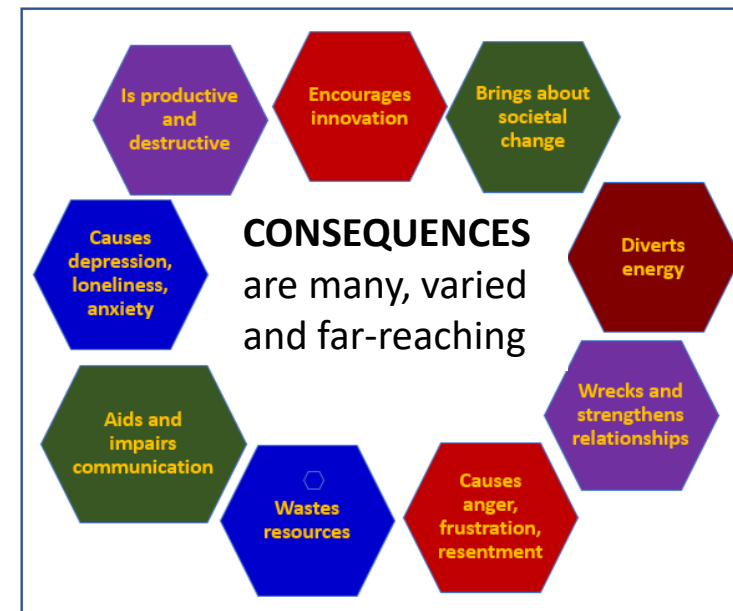 Is productive
and
destructive
Encourages
innovation
Brings about
societal
change
Causes
depression,
loneliness,
anxiety
CONSEQUENCES
are many, varied
and far-reaching
Diverts
energy
Aids and
impairs
communication
Wrecks and
strengthens
relationships
Wastes
resources
Causes
anger,
frustration,
resentment